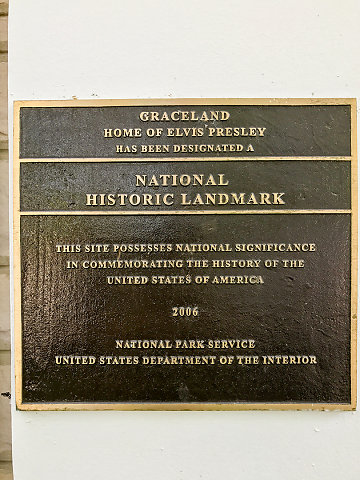 GRACELAND
HOME OF ELVIS PRESLEY
HAS BEEN DESIGNATED A
NATIONAL
HISTORIC LANDMARK
THIS SITE POSSESSES NATIONAL SIGNIFICANCE
IN COMMEMORATING THE HISTORY OF THE
UNITED STATES OF AMERICA
2006
NATIONAL PARK SERVICE
UNITED STATES DEPARTMENT OF THE INTERIOR